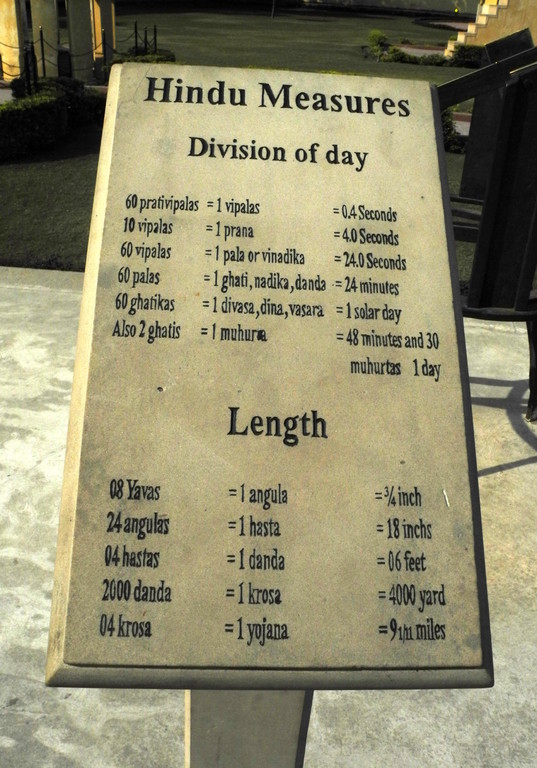 Hindu Measures
Division of day
60 prativipalas = 1 vipalas = 0.4 Seconds
10 vipalas = 1 prana = 4.0 Seconds
60 vipalas = 1 pala or vinadika = 24.0 Seconds
60 palas = 1 ghati, nadika, danda = 24 minutes
60 ghatikas = 1 divasa, dina, vasara = 1 solar day
Also 2 ghatis = 1 muhurta = 48 minutes and 30
muhurtas 1 day
Length
08 Yavas = 1 angula = ¾ inch
24 angulas = 1 hasta = 18 inchs
04 hastas = 1 danda = 06 feet
2000 danda = 1 krosa = 4000 yard
04 krosa = 1 yojana = 9 1/11 miles